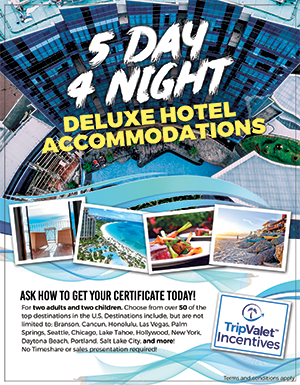 5 DAY
4 NIGHT
DELUXE HOTEL
ACCOMMODATIONS
ASK HOW TO GET YOUR CERTIFICATE TODAY!
For two adults and two children. Choose from over 50 of the
top destinations in the U.S. Destinations include, but are not
limited to: Branson, Cancun, Honolulu, Las Vegas, Palm
Springs, Seattle, Chicago, Lake Tahoe, Hollywood, New York,
Daytona Beach, Portland, Salt Lake City, and more!
No Timeshare or sales presentation required!
TripValet™
Incentives
Terms and conditions apply.